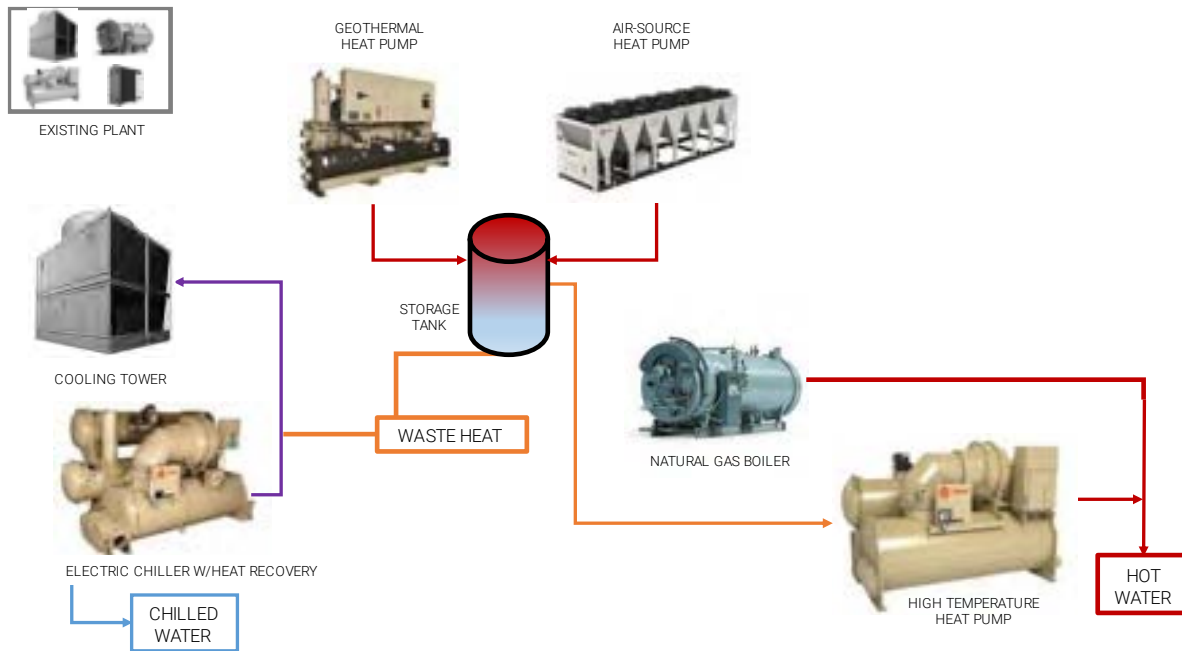 GEOTHERMAL
HEAT PUMP
AIR-SOURCE
HEAT PUMP
EXISTING PLANT
STORAGE
TANK
COOLING TOWER
WASTE HEAT
NATURAL GAS BOILER
ELECTRIC CHILLER W/HEAT RECOVERY
CHILLED
WATER
HIGH TEMPERATURE
HEAT PUMP
HOT
WATER